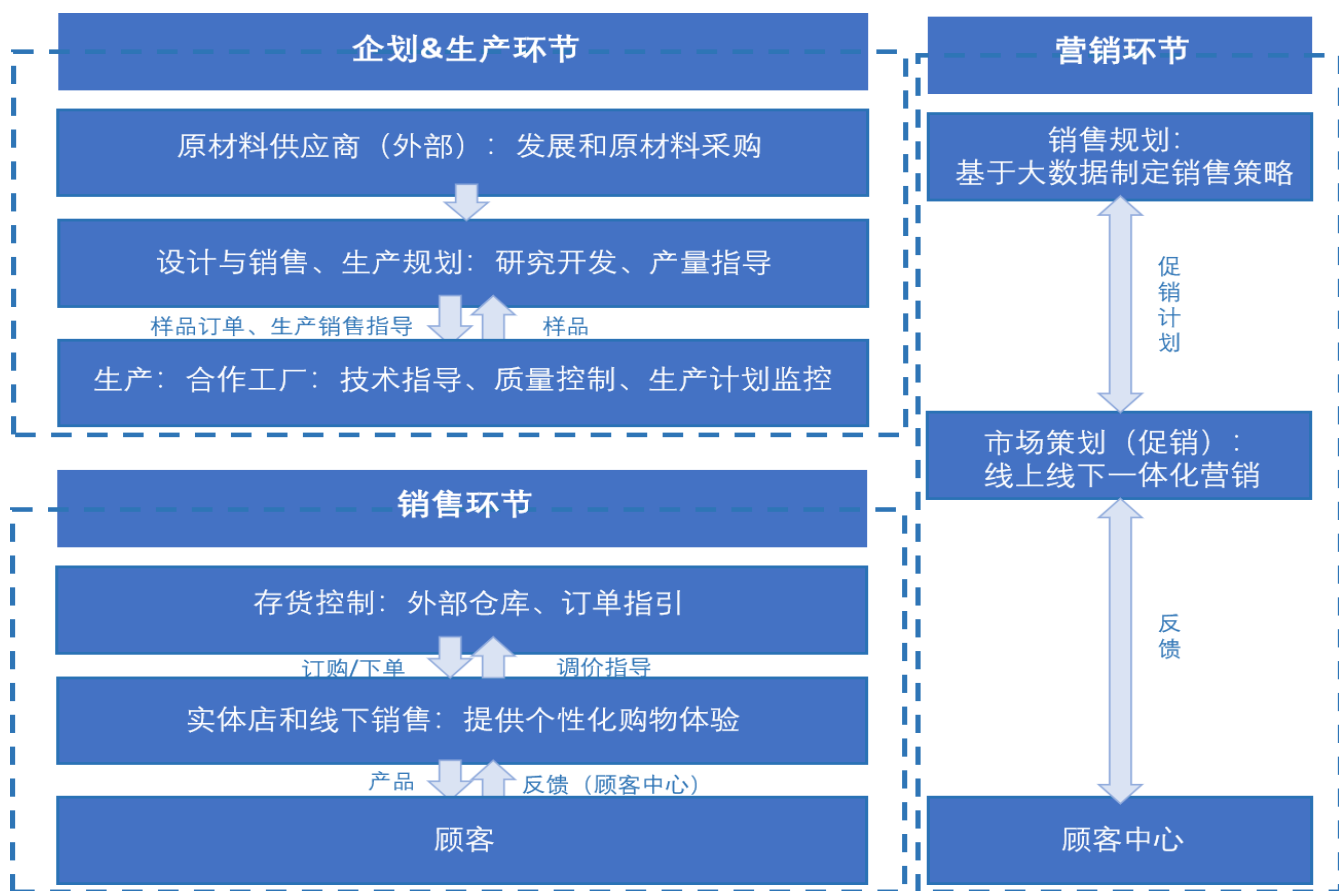 企划&生产环节
原材料供应商（外部）：发展和原材料采购
设计与销售、生产规划：研究开发、产量指导
样品订单、生产销售指导
样品
生产：合作工厂：技术指导、质量控制、生产计划监控
销售环节
存货控制：外部仓库、订单指引
订购/下单
调价指导
实体店和线下销售：提供个性化购物体验
产品
反馈（顾客中心）
顾客
营销环节
销售规划：
基于大数据制定销售策略
促
销
计
划
市场策划（促销）：
线上线下一体化营销
反
馈
顾客中心